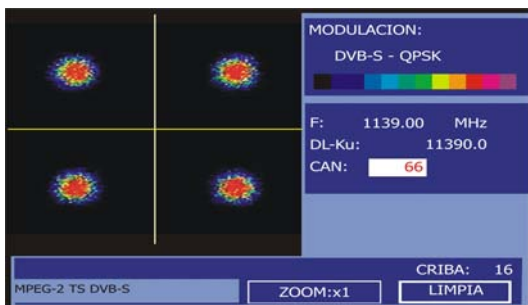 MODULACION:
DVB-S - QPSK
F: 1139.00 MHz
DL-Ku: 11390.0
CAN: 66
CRIBA: 16
MPEG-2 TS DVB-S
ZOOM:x1
LIMPIA